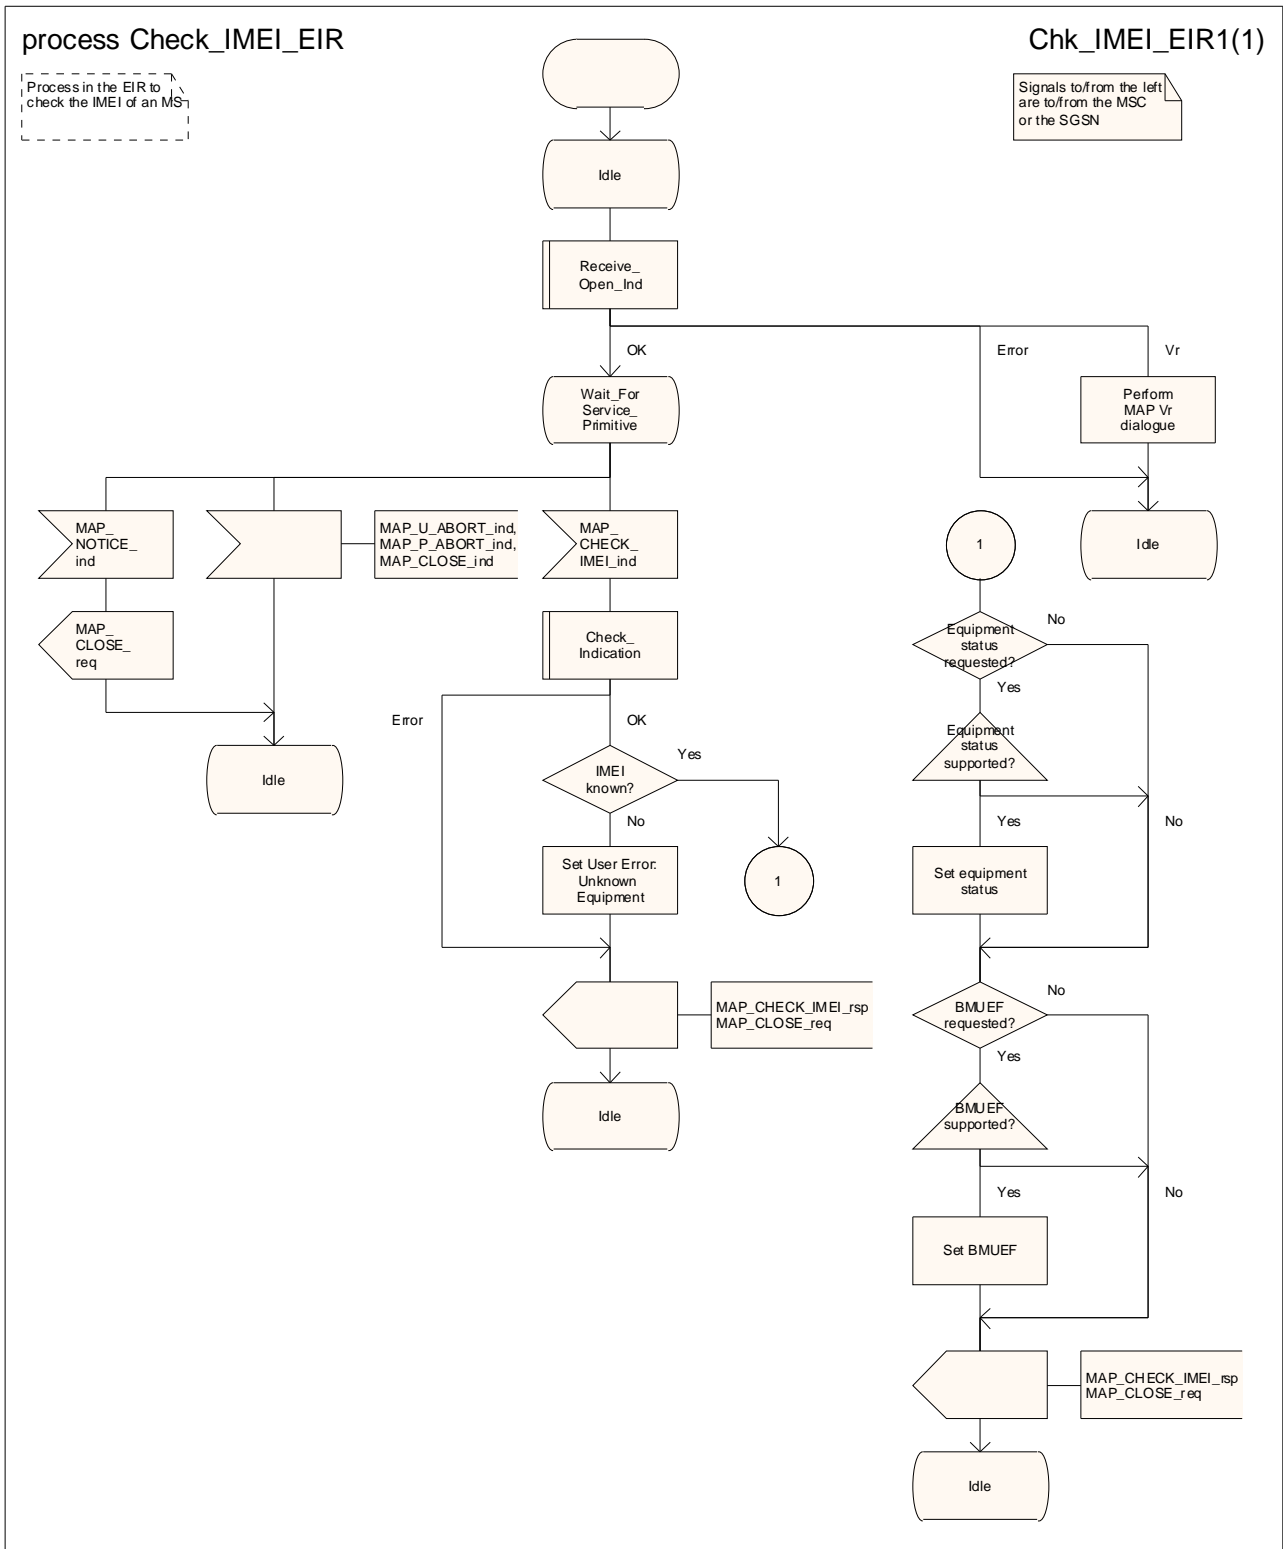 process Check_IMEI_EIR
Chk_IMEI_EIR1(1)
Process in the EIR to
check the IMEI of an MS
Signals to/from the left
are to/from the MSC
or the SGSN
Idle
Receive_
Open_Ind
OK
Error
Vr
Wait_For
Service_
Primitive
Perform
MAP Vr
dialogue
MAP_
NOTICE_
ind
MAP_U_ABORT_ind,
MAP_P_ABORT_ind,
MAP_CLOSE_ind
MAP_
CHECK_
IMEI_ind
1
Idle
MAP_
CLOSE_
req
Check_
Indication
Equipment
status
requested?
No
Yes
Error
OK
Idle
IMEI
known?
Yes
No
Equipment
status
supported?
Yes
No
Set User Error:
Unknown
Equipment
1
Set equipment
status
MAP_CHECK_IMEI_rsp
MAP_CLOSE_req
BMUEF
requested?
No
Yes
Idle
BMUEF
supported?
Yes
No
Set BMUEF
MAP_CHECK_IMEI_rsp
MAP_CLOSE_req
Idle